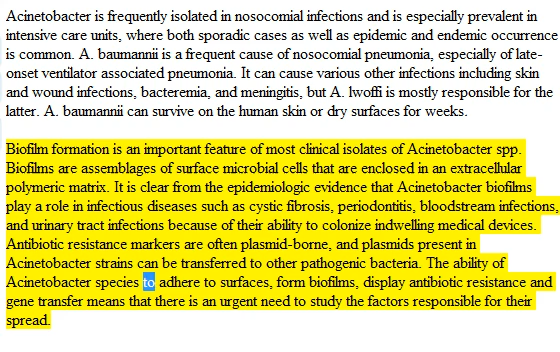 Acinetobacter is frequently isolated in nosocomial infections and is especially prevalent in
intensive care units, where both sporadic cases as well as epidemic and endemic occurrence
is common. A. baumannii is a frequent cause of nosocomial pneumonia, especially of late-
onset ventilator associated pneumonia. It can cause various other infections including skin
and wound infections, bacteremia, and meningitis, but A. lwoffi is mostly responsible for the
latter. A. baumannii can survive on the human skin or dry surfaces for weeks.
Biofilm formation is an important feature of most clinical isolates of Acinetobacter spp.
Biofilms are assemblages of surface microbial cells that are enclosed in an extracellular
polymeric matrix. It is clear from the epidemiologic evidence that Acinetobacter biofilms
play a role in infectious diseases such as cystic fibrosis, periodontitis, bloodstream infections,
and urinary tract infections because of their ability to colonize indwelling medical devices.
Antibiotic resistance markers are often plasmid-borne, and plasmids present in
Acinetobacter strains can be transferred to other pathogenic bacteria. The ability of
Acinetobacter species to adhere to surfaces, form biofilms, display antibiotic resistance and
gene transfer means that there is an urgent need to study the factors responsible for their
spread.